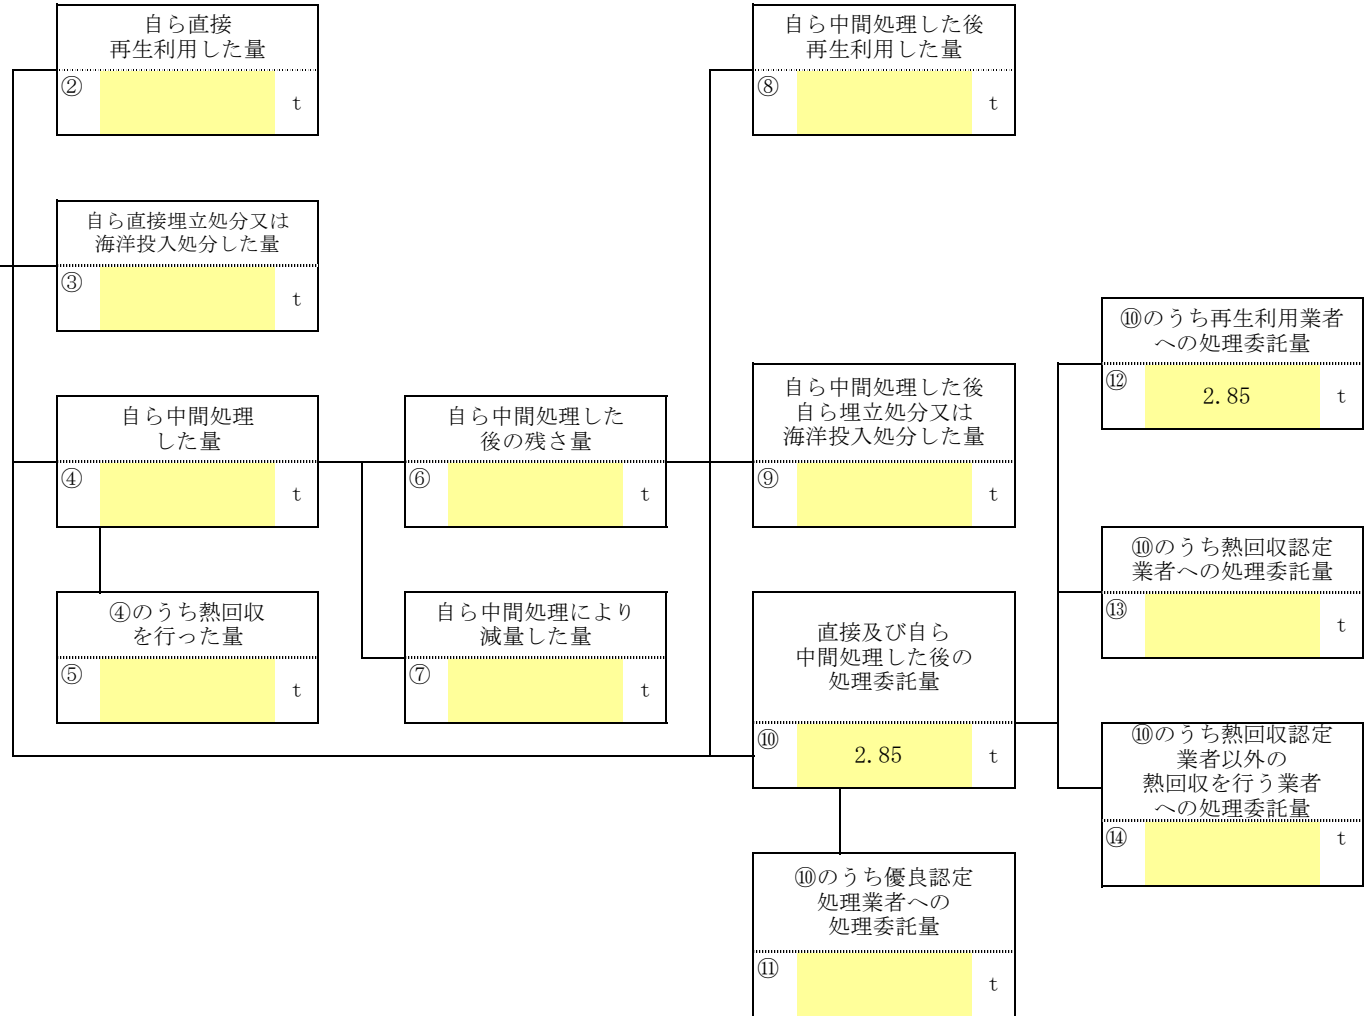 自ら直接
再生利用した量
②
t
自ら中間処理した後
再生利用した量
⑧
t
自ら直接埋立処分又は
海洋投入処分した量
③
t
⑩のうち再生利用業者
への処理委託量
⑫
2.85
t
自ら中間処理
した量
④
t
自ら中間処理した
後の残さ量
⑥
t
自ら中間処理した後
自ら埋立処分又は
海洋投入処分した量
⑨
t
⑩のうち熱回収認定
業者への処理委託量
⑬
t
④のうち熱回収
を行った量
⑤
t
自ら中間処理により
減量した量
⑦
t
直接及び自ら
中間処理した後の
処理委託量
⑩
2.85
t
⑩のうち熱回収認定
業者以外の
熱回収を行う業者
への処理委託量
⑭
t
⑩のうち優良認定
処理業者への
処理委託量
⑪
t